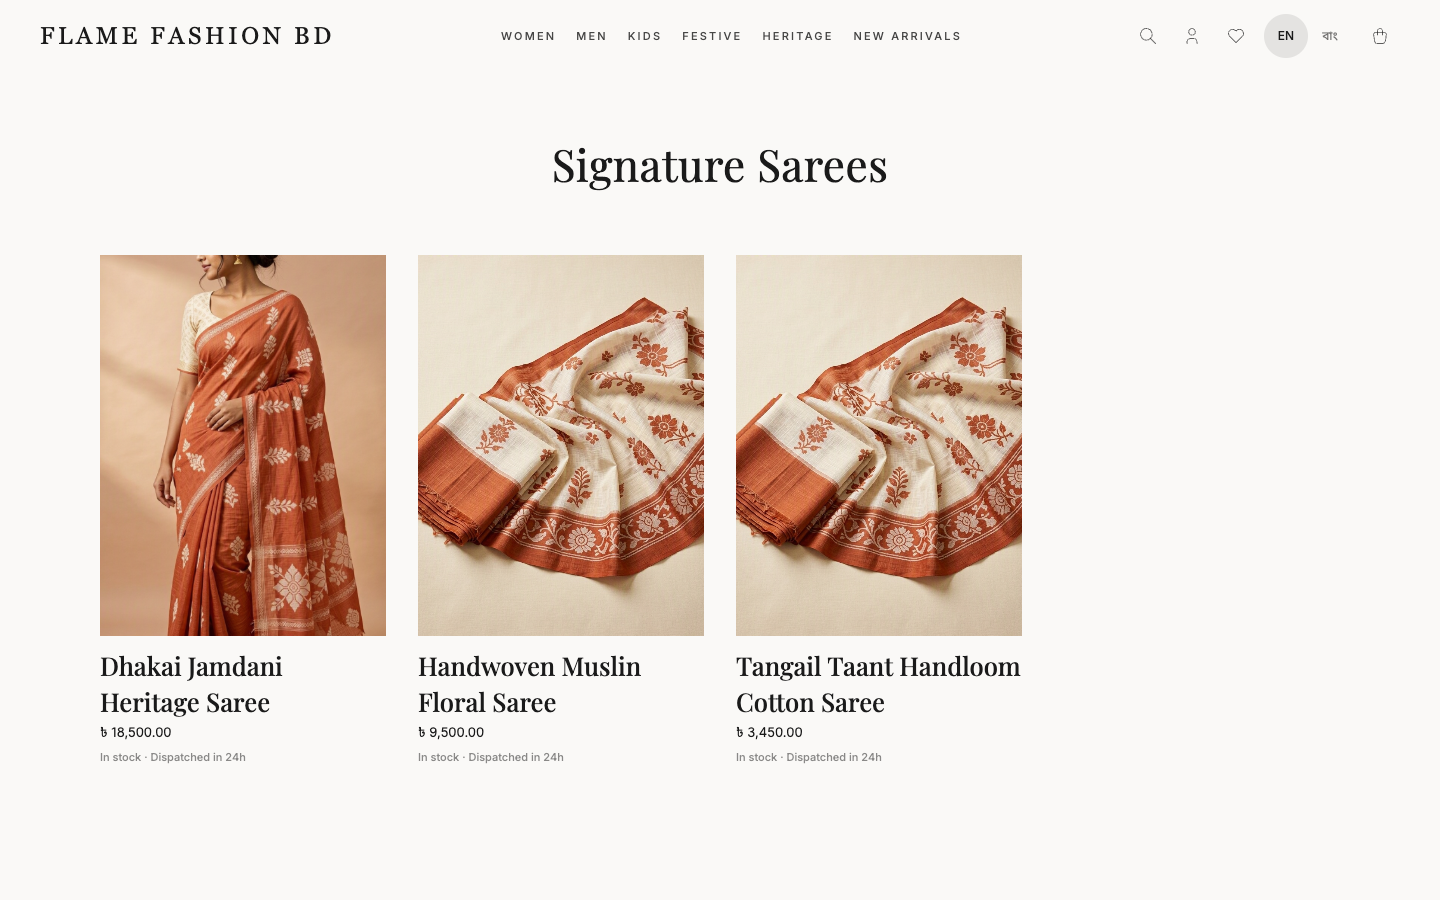 FLAME FASHION BD
WOMEN MEN KIDS FESTIVE HERITAGE NEW ARRIVALS
EN বাং
Signature Sarees
Dhakai Jamdani
Heritage Saree
৳ 18,500.00
In stock · Dispatched in 24h
Handwoven Muslin
Floral Saree
৳ 9,500.00
In stock · Dispatched in 24h
Tangail Taant Handloom
Cotton Saree
৳ 3,450.00
In stock · Dispatched in 24h